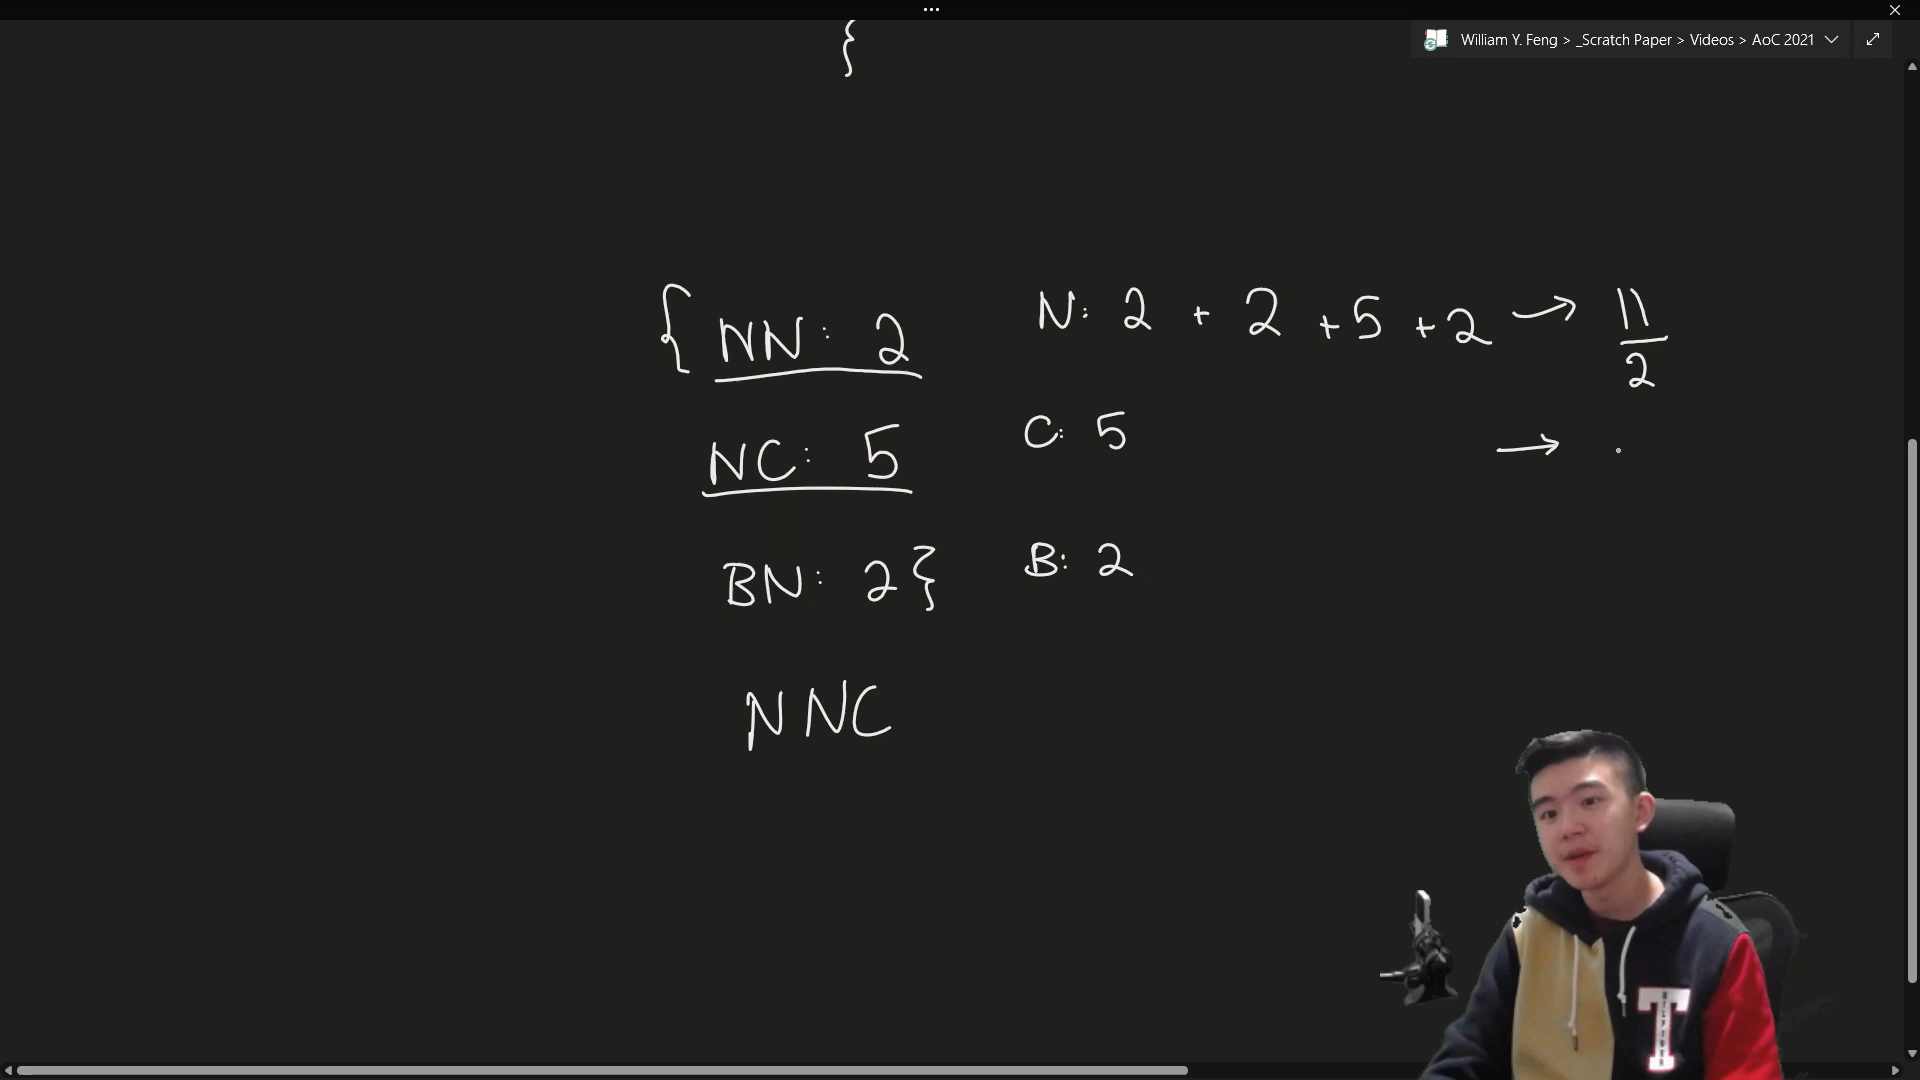 ...
William Y. Feng > _Scratch Paper > Videos > AoC 2021
}
{ NN: 2
N: 2 + 2 + 5 + 2 → 11/2
NC: 5
C: 5 →
BN: 2 }
B: 2
NNC
T